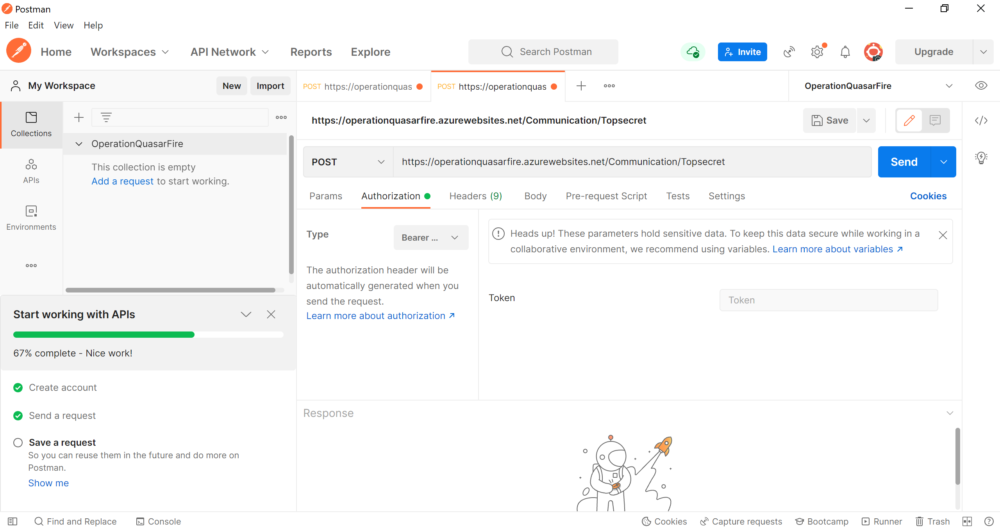 Postman
File Edit View Help
Home Workspaces API Network Reports Explore Search Postman Invite Upgrade
My Workspace New Import
POST https://operationquas POST https://operationquas OperationQuasarFire
Collections
APIs
Environments
OperationQuasarFire
This collection is empty
Add a request to start working.
https://operationquasarfire.azurewebsites.net/Communication/Topsecret Save
POST https://operationquasarfire.azurewebsites.net/Communication/Topsecret Send
Params Authorization Headers (9) Body Pre-request Script Tests Settings Cookies
Type Bearer ...
The authorization header will be
automatically generated when you
send the request.
Learn more about authorization
Heads up! These parameters hold sensitive data. To keep this data secure while working in a
collaborative environment, we recommend using variables. Learn more about variables
Token Token
Start working with APIs
67% complete - Nice work!
Create account
Send a request
Save a request
So you can reuse them in the future and do more on
Postman.
Show me
Response
Find and Replace Console Cookies Capture requests Bootcamp Runner Trash